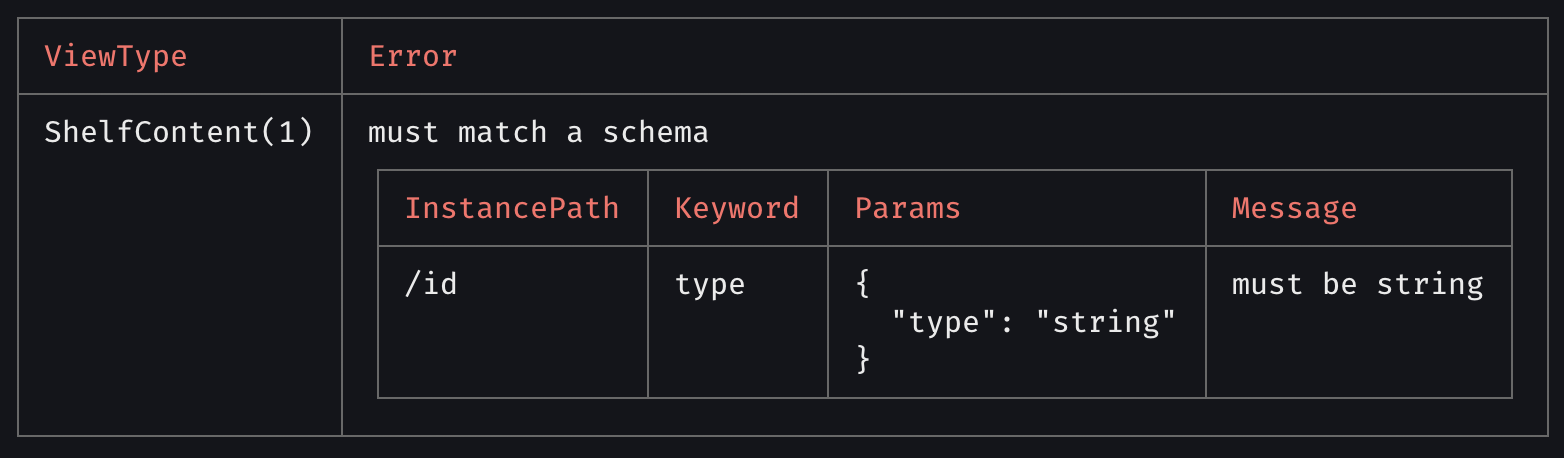 ViewType Error
ShelfContent(1) must match a schema
InstancePath Keyword Params Message
/id type { must be string
"type": "string"
}